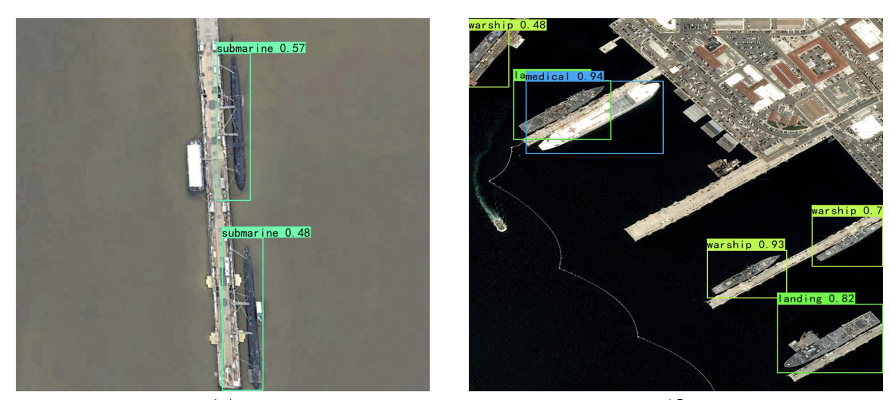 submarine 0.57
submarine 0.48
warship 0.48
la
medical 0.94
warship 0.7
warship 0.93
landing 0.82